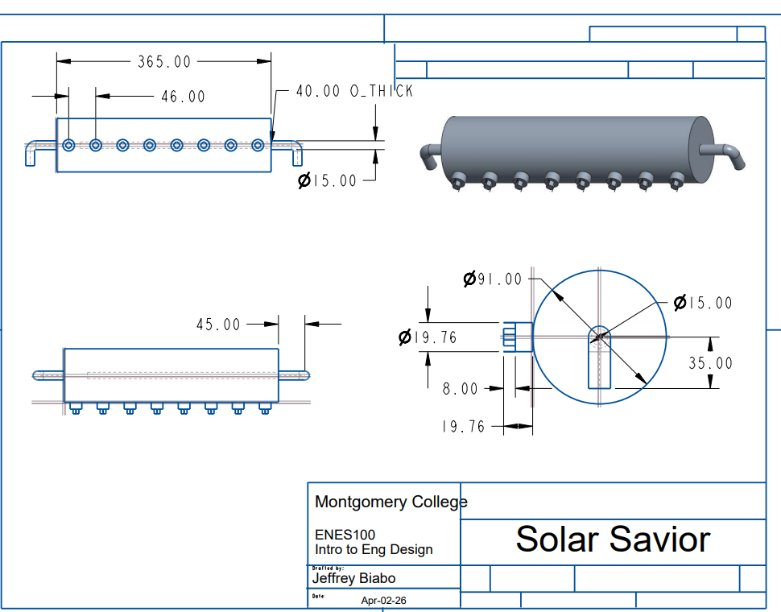 365.00
46.00
40.00 O_THICK
Ø15.00
Ø91.00
Ø15.00
45.00
Ø19.76
35.00
8.00
19.76
Montgomery College
ENES100
Intro to Eng Design
Solar Savior
Drafted by:
Jeffrey Biabo
Date:
Apr-02-26